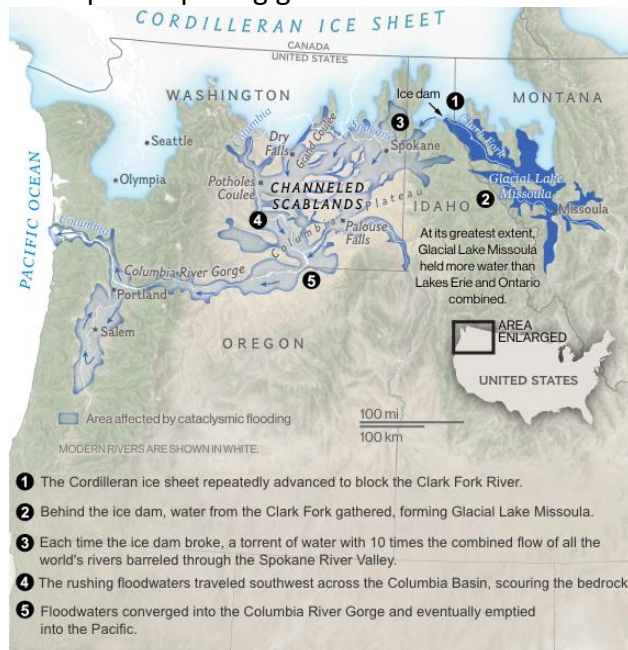 CORDILLERAN ICE SHEET
CANADA
UNITED STATES
WASHINGTON
MONTANA
Ice dam
1
Columbia
Dry
Falls
Grand Coulee
Spokane
3
Spokane
Clark Fork
Seattle
Olympia
Potholes
Coulee
CHANNELED
SCABLANDS
IDAHO
2
Glacial Lake
Missoula
Missoula
PACIFIC OCEAN
Columbia
4
Columbia Plateau
Palouse
Falls
At its greatest extent,
Glacial Lake Missoula
held more water than
Lakes Erie and Ontario
combined.
Columbia River Gorge
5
Portland
Salem
OREGON
AREA
ENLARGED
UNITED STATES
Area affected by cataclysmic flooding
100 mi
100 km
MODERN RIVERS ARE SHOWN IN WHITE.
1 The Cordilleran ice sheet repeatedly advanced to block the Clark Fork River.
2 Behind the ice dam, water from the Clark Fork gathered, forming Glacial Lake Missoula.
3 Each time the ice dam broke, a torrent of water with 10 times the combined flow of all the
world's rivers barreled through the Spokane River Valley.
4 The rushing floodwaters traveled southwest across the Columbia Basin, scouring the bedrock
5 Floodwaters converged into the Columbia River Gorge and eventually emptied
into the Pacific.